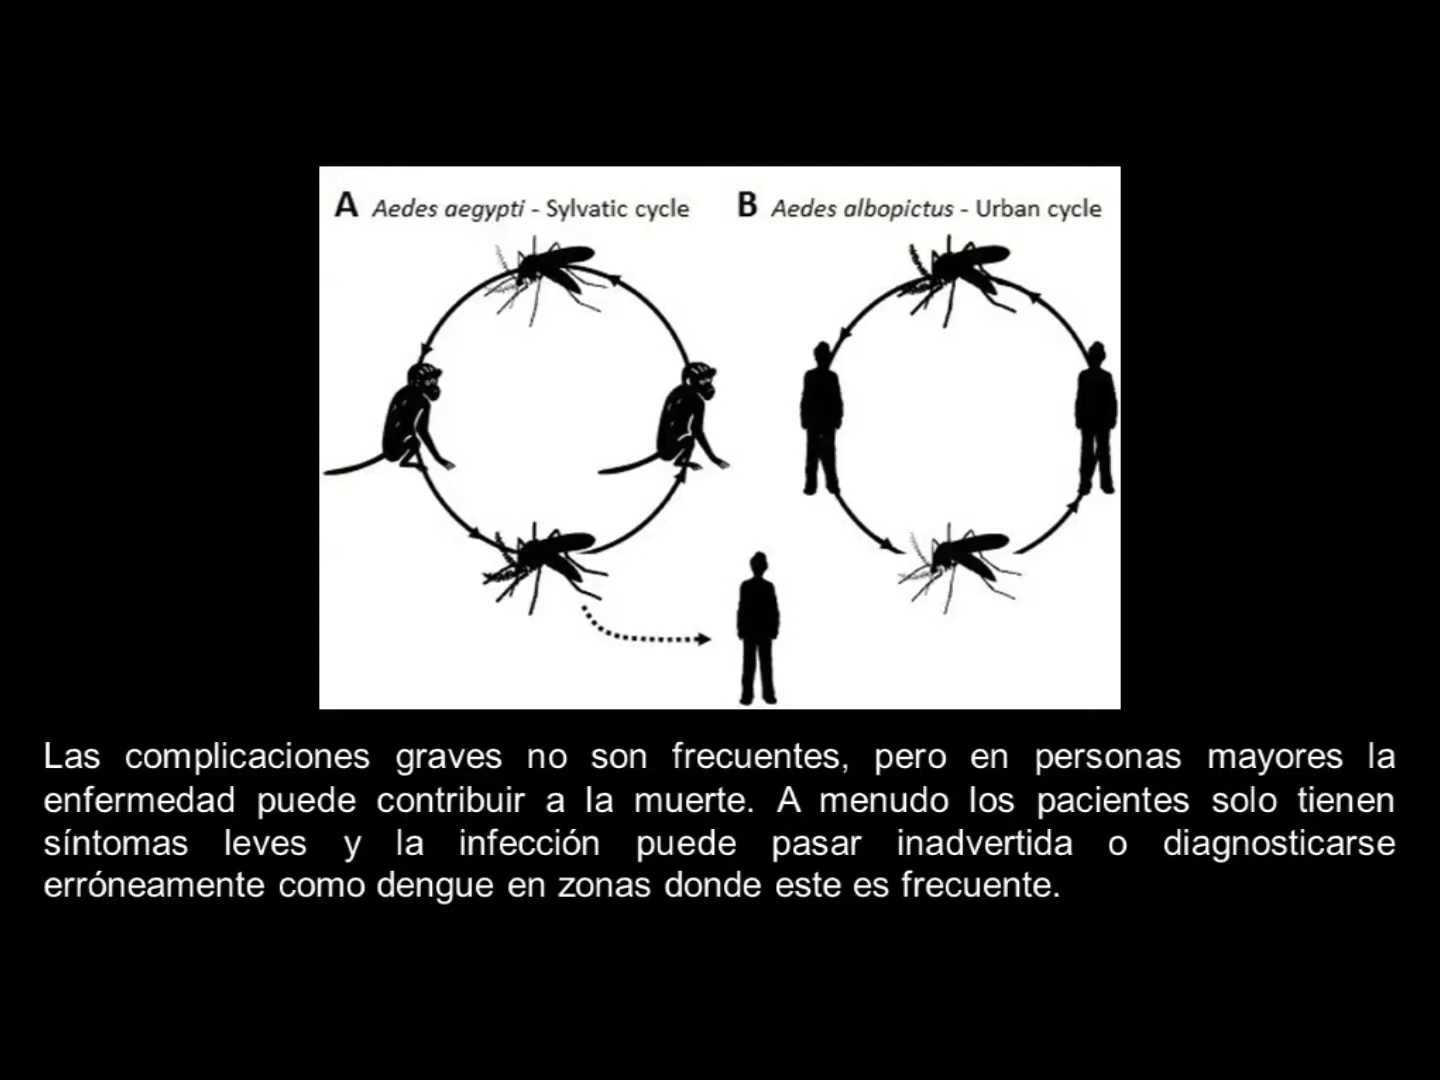 A Aedes aegypti - Sylvatic cycle
B Aedes albopictus - Urban cycle
Las complicaciones graves no son frecuentes, pero en personas mayores la
enfermedad puede contribuir a la muerte. A menudo los pacientes solo tienen
síntomas leves y la infección puede pasar inadvertida o diagnosticarse
erróneamente como dengue en zonas donde este es frecuente.